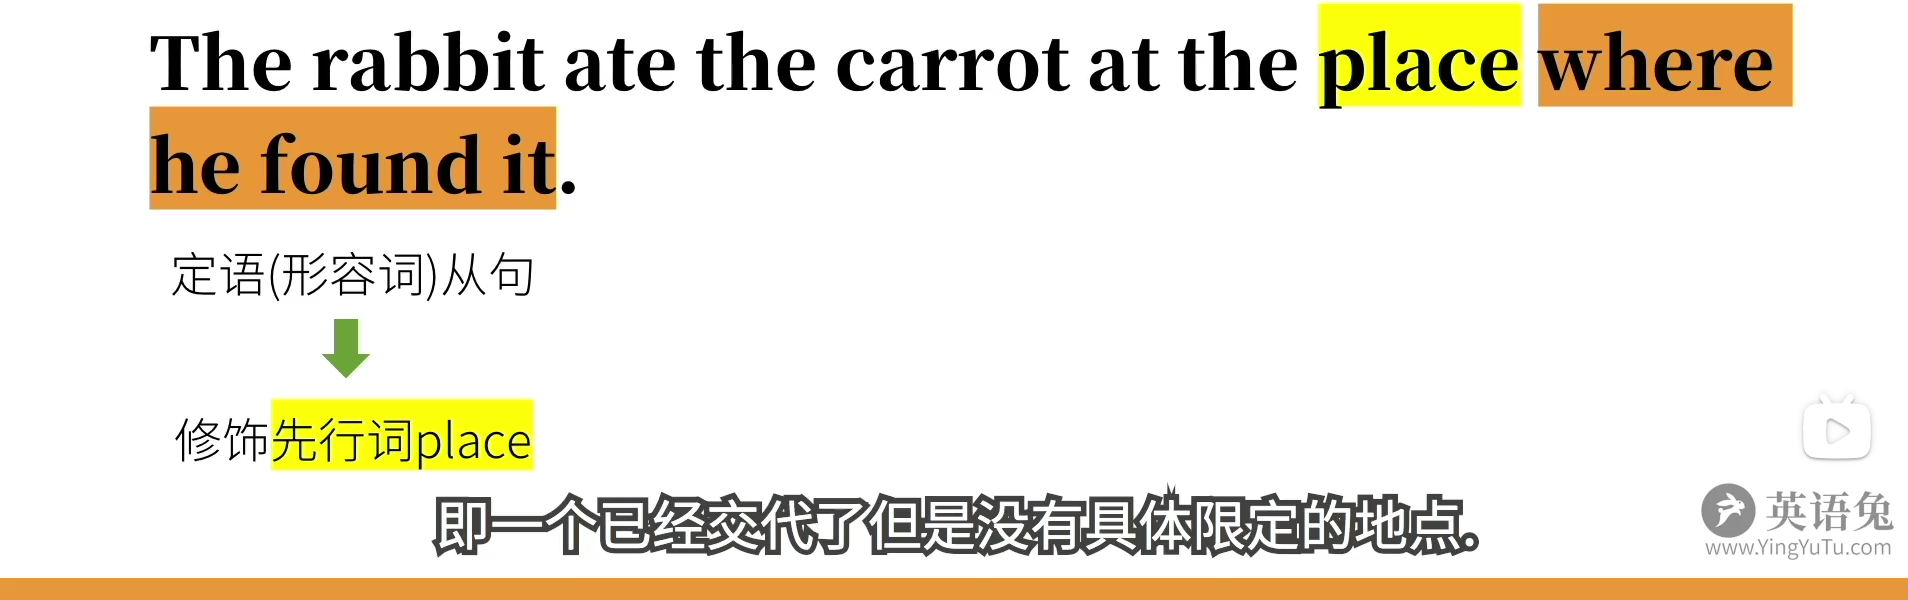 The rabbit ate the carrot at the place where
he found it.
定语(形容词)从句
修饰先行词place
即一个已经交代了但是没有具体限定的地点.
英语兔
www.YingYuTu.com